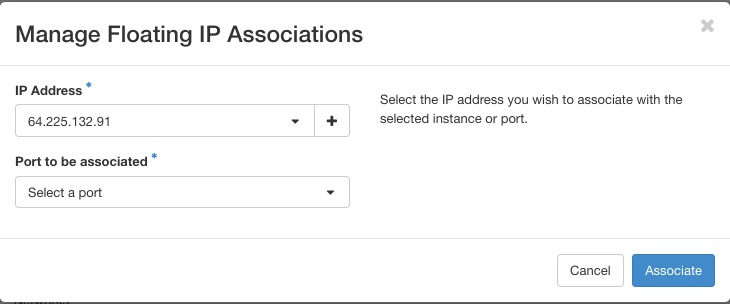 Manage Floating IP Associations
×
IP Address *
64.225.132.91
Select the IP address you wish to associate with the
selected instance or port.
Port to be associated *
Select a port
Cancel
Associate